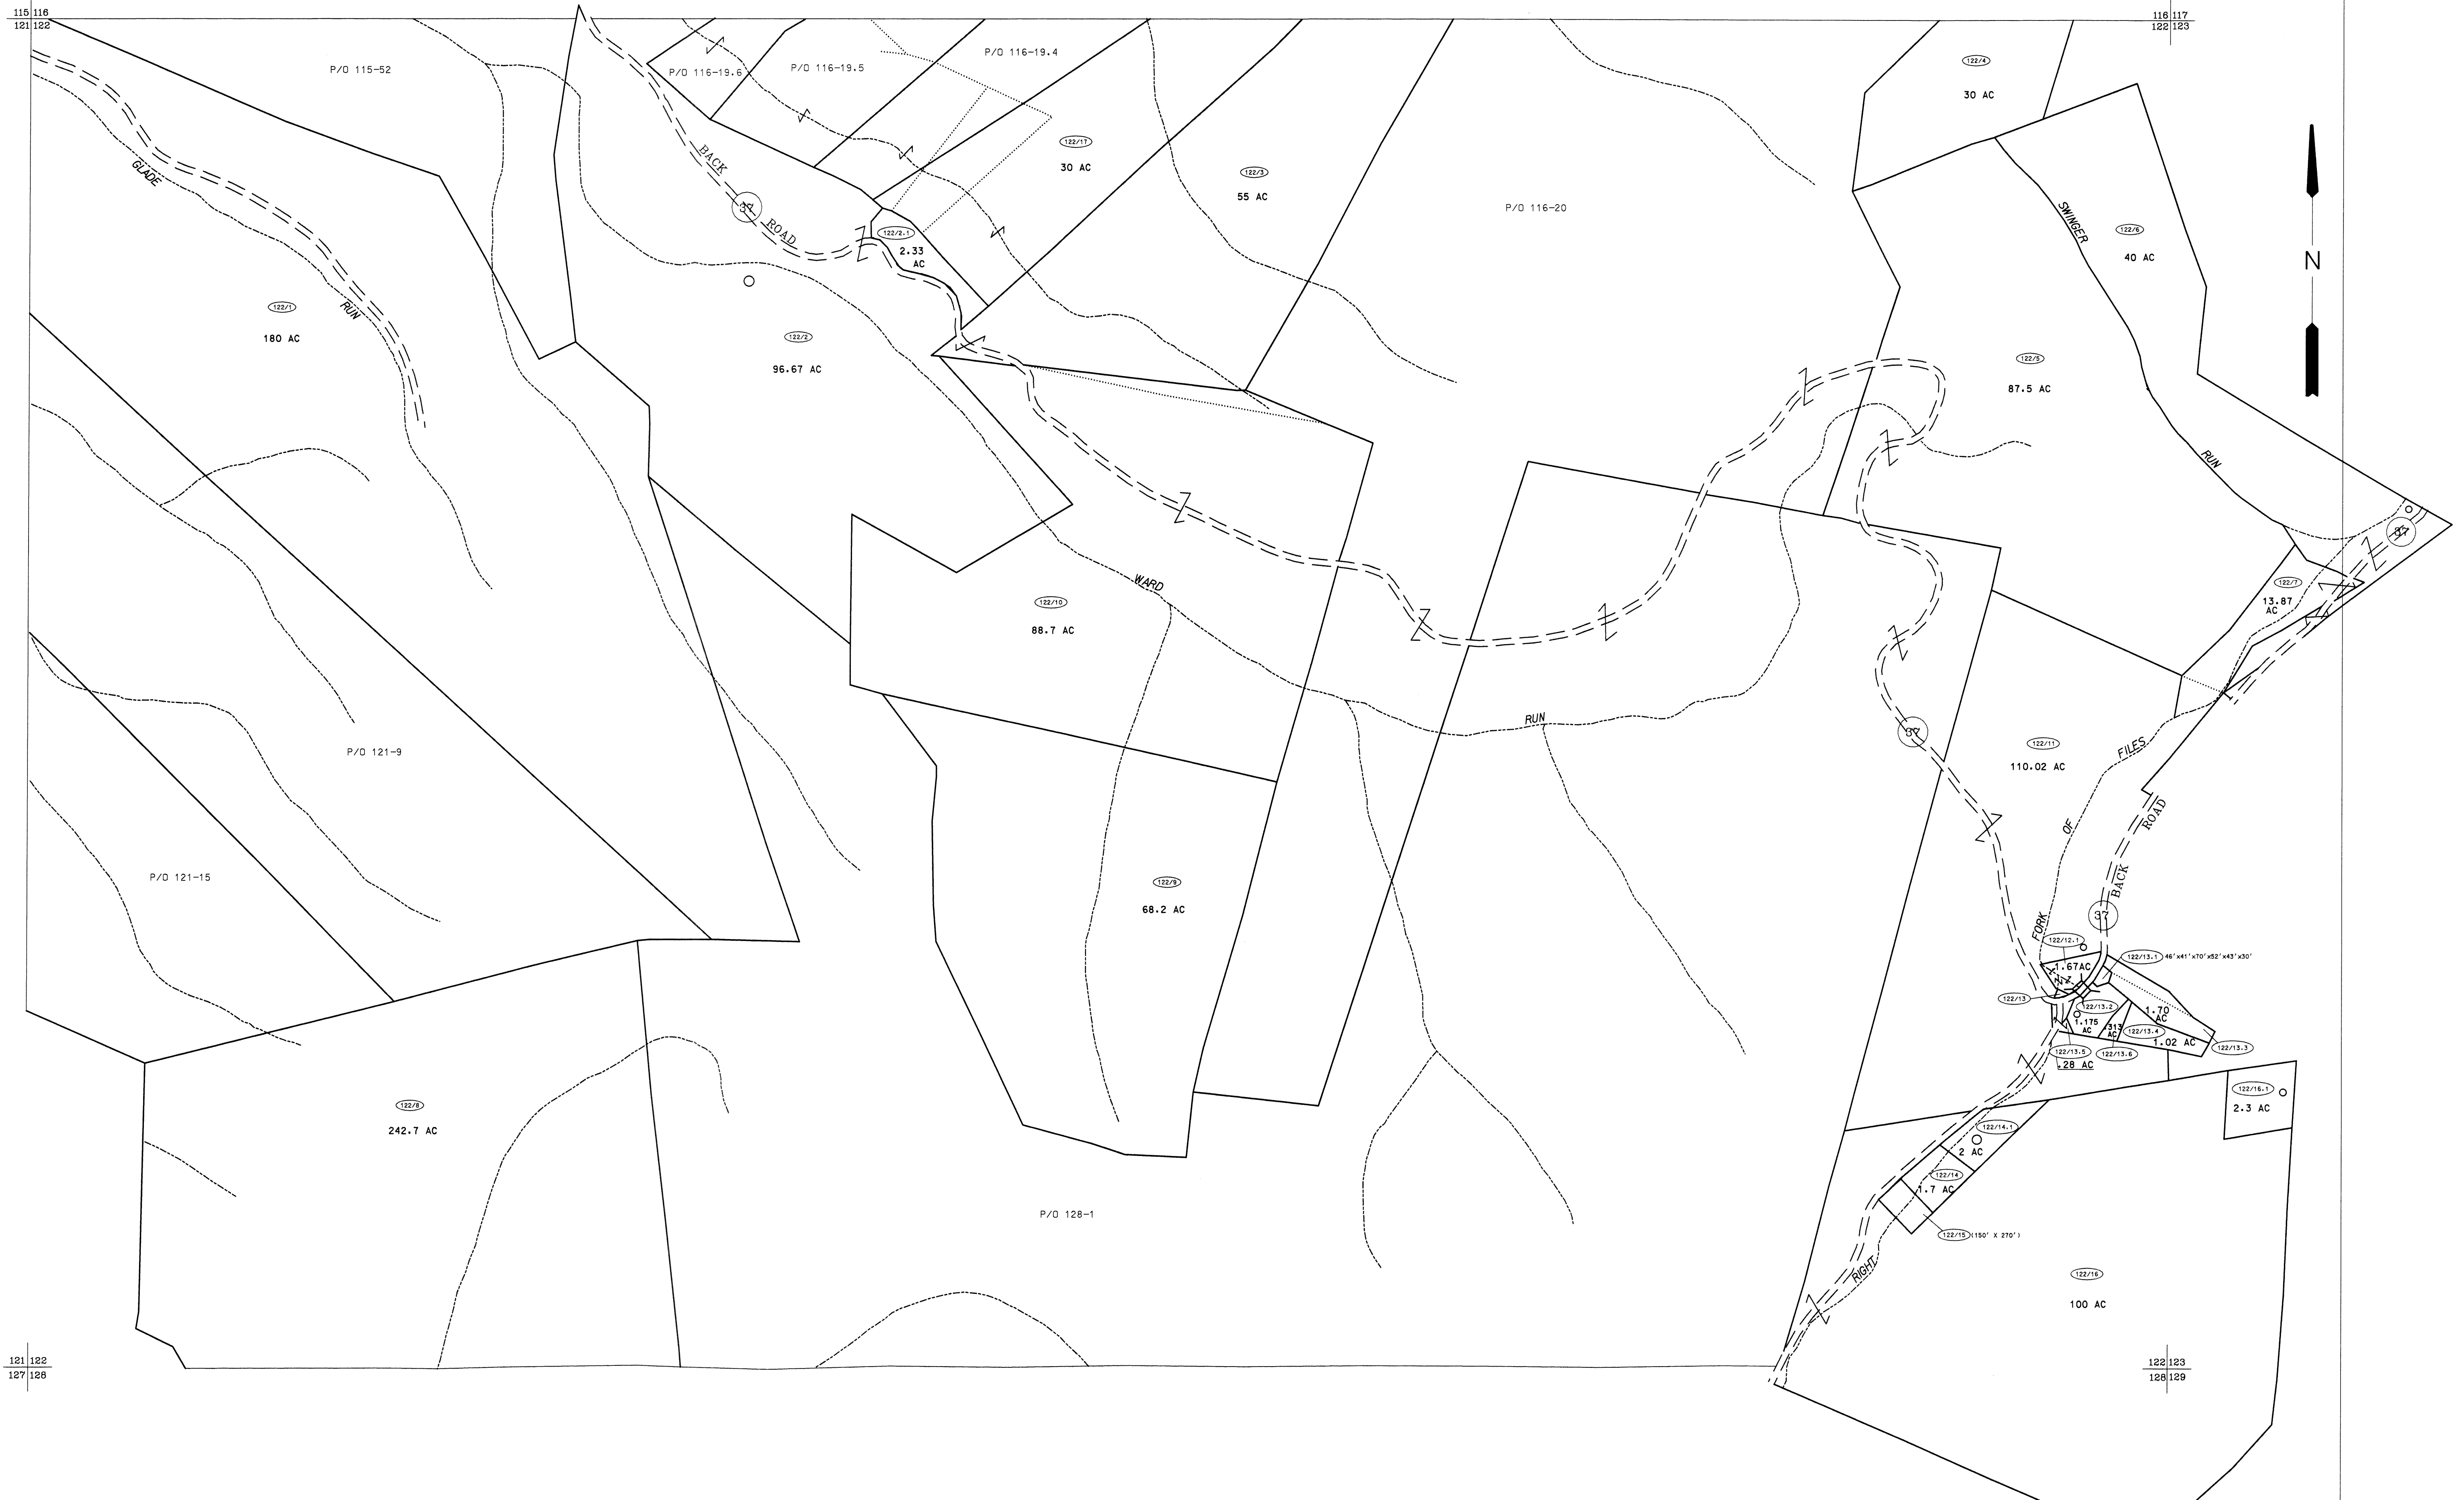 115 116
121 122
116 117
122 123
P/O 115-52
P/O 116-19.6
P/O 116-19.5
P/O 116-19.4
122/4
30 AC
122/17
30 AC
BACK
37
ROAD
122/3
55 AC
P/O 116-20
GLADE
RUN
SWINGER
122/6
40 AC
122/2.1
2.33
AC
N
122/1
180 AC
122/2
96.67 AC
122/5
87.5 AC
RUN
37
122/7
13.87
AC
122/10
88.7 AC
WARD
RUN
37
122/11
110.02 AC
FILES
OF
FORK
ROAD
BACK
37
P/O 121-9
P/O 121-15
122/9
68.2 AC
122/12.1
1.67AC
122/13.1 46'x41'x70'x52'x43'x30'
122/13
122/13.2
1.175
AC
.313
AC
1.70
AC
122/13.4
1.02 AC
122/13.3
122/13.5
.28 AC
122/13.6
122/16.1
2.3 AC
122/8
242.7 AC
122/14.1
2 AC
122/14
1.7 AC
P/O 128-1
122/15 (150' X 270')
RIGHT
122/16
100 AC
121 122
127 128
122 123
128 129